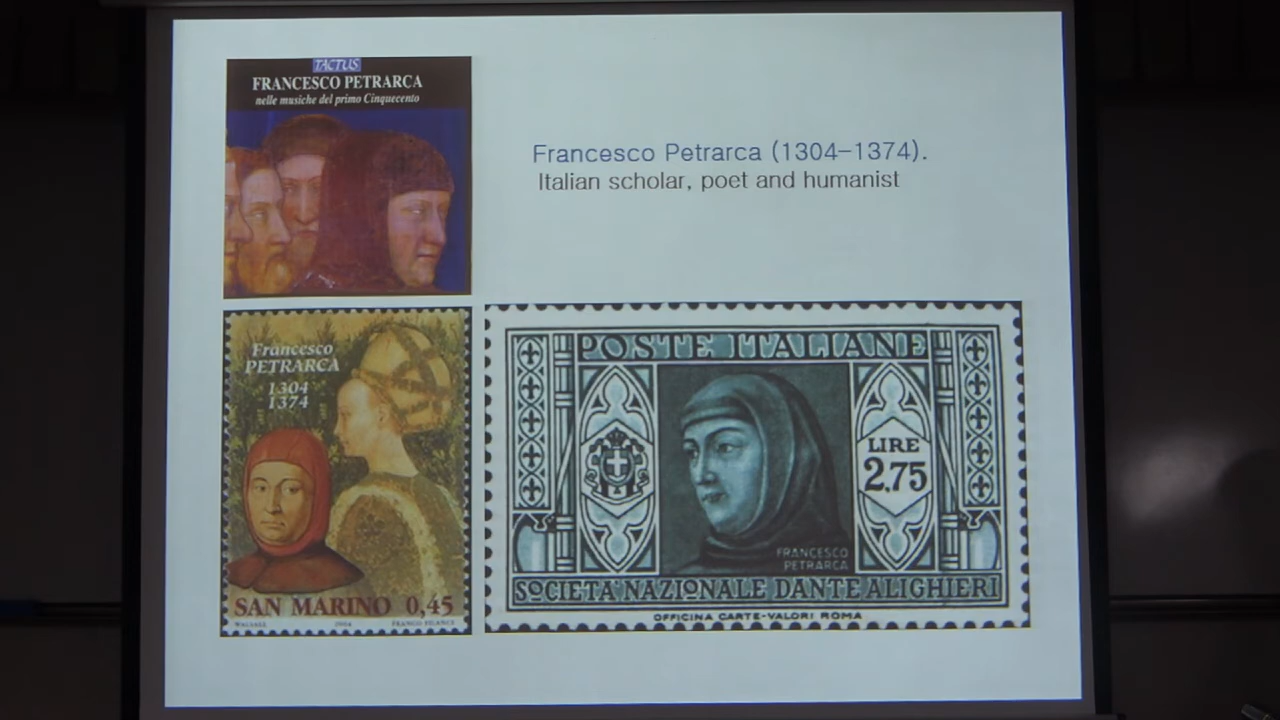 TACTUS
FRANCESCO PETRARCA
nelle musiche del primo Cinquecento
Francesco Petrarca (1304-1374).
Italian scholar, poet and humanist
Francesco
PETRARCA
1304
1374
SAN MARINO 0,45
WALSALL 2004
POSTE ITALIANE
LIRE
2.75
FRANCESCO
PETRARCA
SOCIETA' NAZIONALE DANTE ALIGHIERI
OFFICINA CARTE-VALORI ROMA